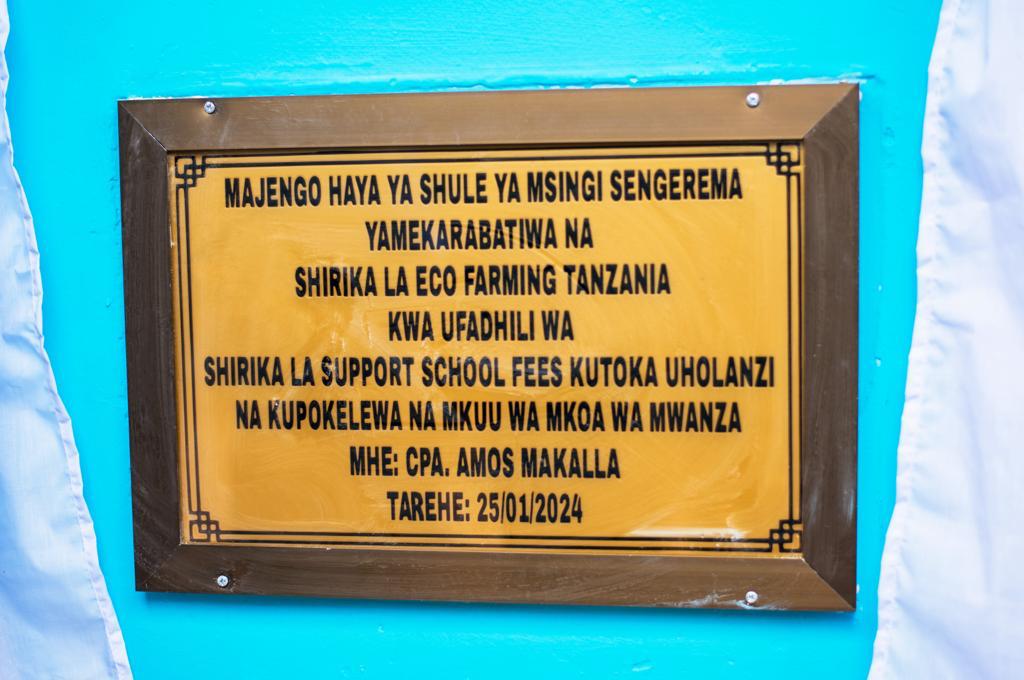 MAJENGO HAYA YA SHULE YA MSINGI SENGEREMA
YAMEKARABATIWA NA
SHIRIKA LA ECO FARMING TANZANIA
KWA UFADHILI WA
SHIRIKA LA SUPPORT SCHOOL FEES KUTOKA UHOLANZI
NA KUPOKELEWA NA MKUU WA MKOA WA MWANZA
MHE: CPA. AMOS MAKALLA
TAREHE: 25/01/2024